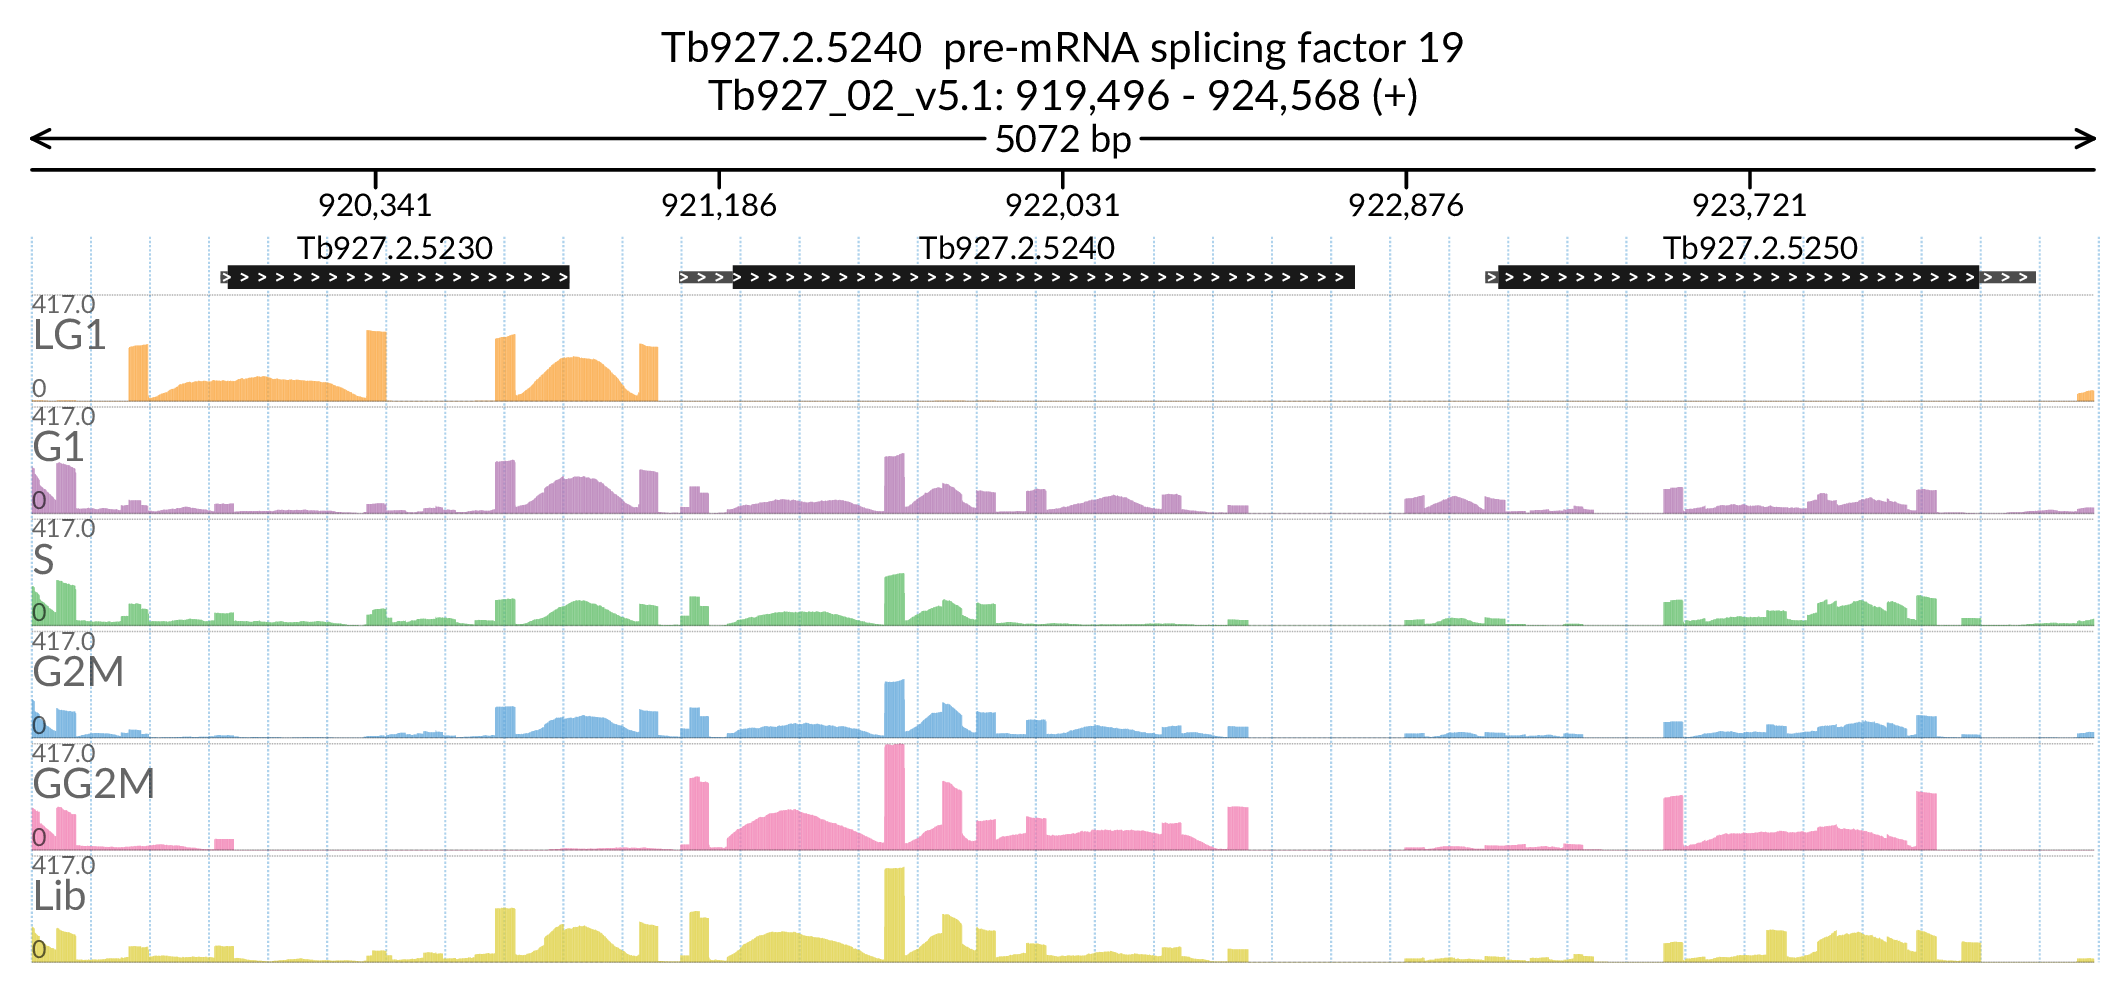 Tb927.2.5240  pre-mRNA splicing factor 19
Tb927_02_v5.1: 919,496 - 924,568 (+)
5072 bp
920,341 921,186 922,031 922,876 923,721
Tb927.2.5230 Tb927.2.5240 Tb927.2.5250
417.0
LG1
0
417.0
G1
0
417.0
S
0
417.0
G2M
0
417.0
GG2M
0
417.0
Lib
0